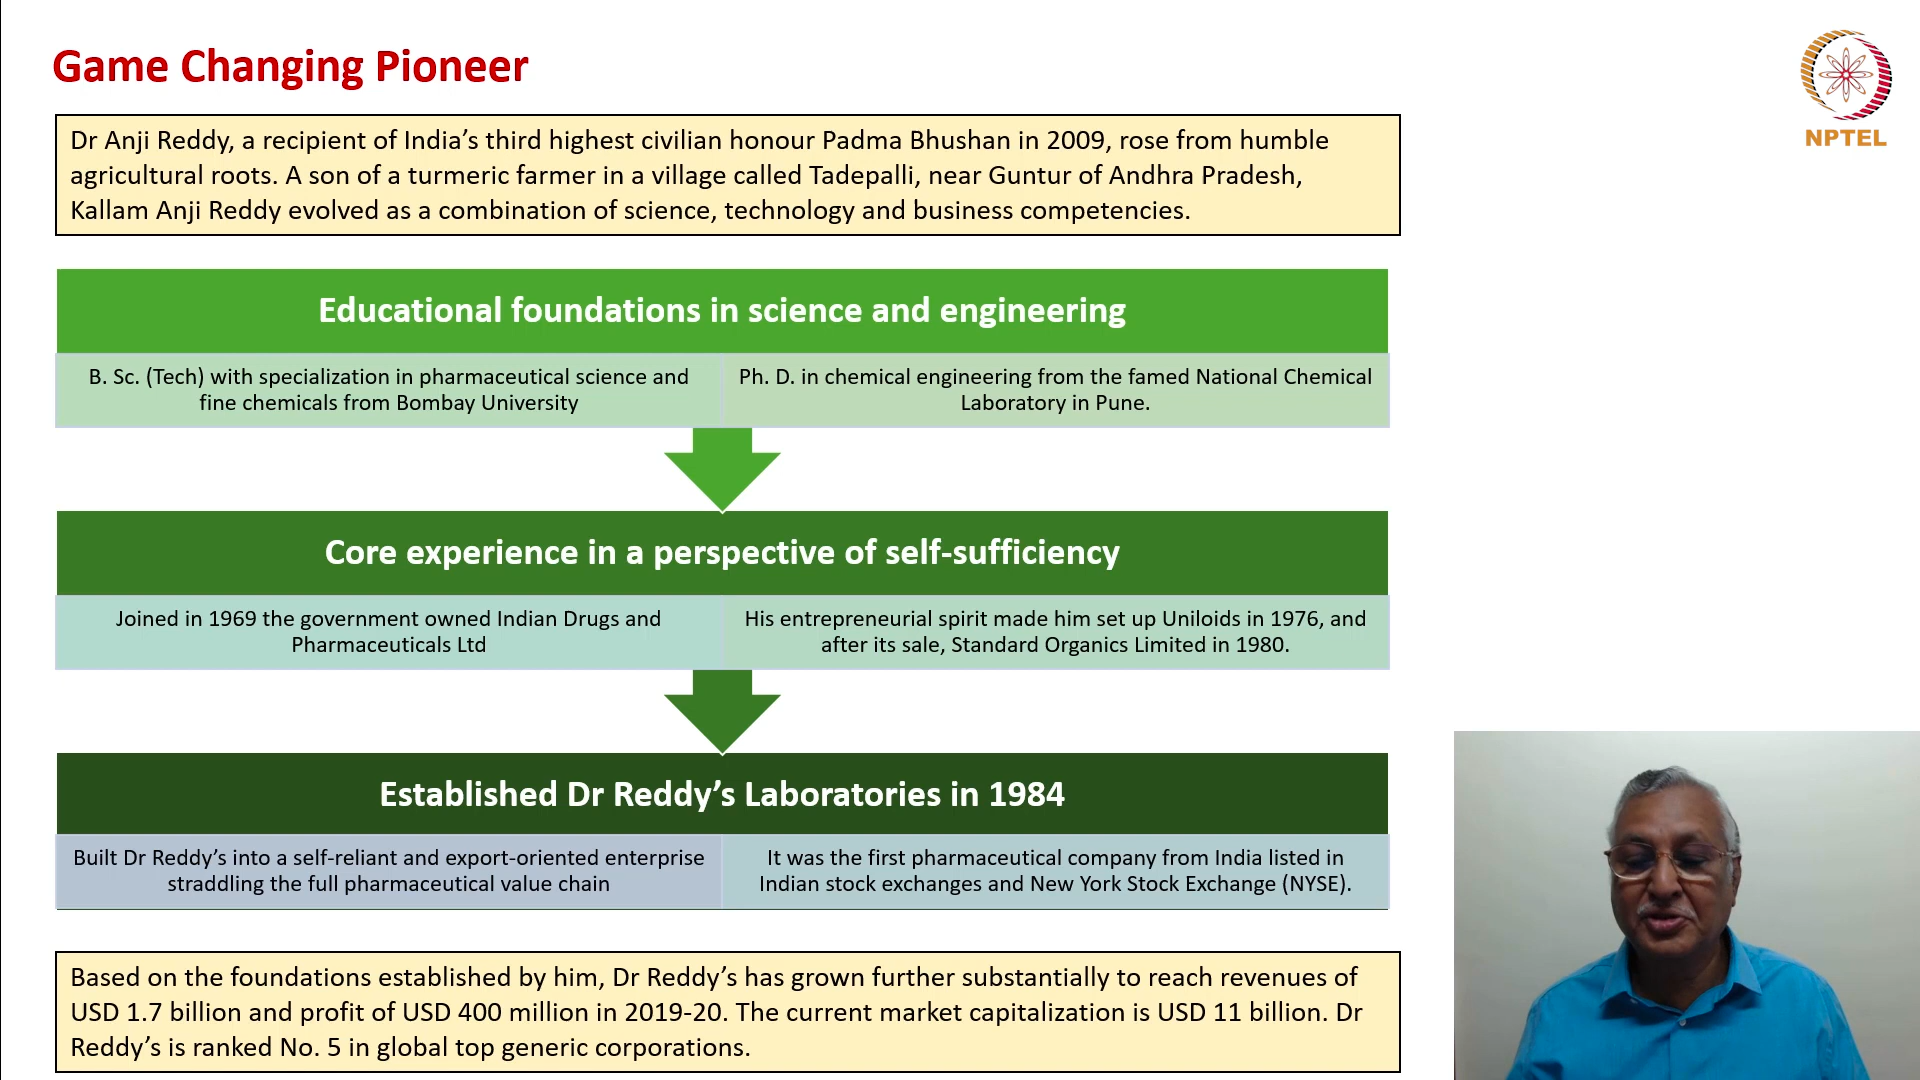 Game Changing Pioneer
NPTEL
Dr Anji Reddy, a recipient of India’s third highest civilian honour Padma Bhushan in 2009, rose from humble
agricultural roots. A son of a turmeric farmer in a village called Tadepalli, near Guntur of Andhra Pradesh,
Kallam Anji Reddy evolved as a combination of science, technology and business competencies.
Educational foundations in science and engineering
B. Sc. (Tech) with specialization in pharmaceutical science and
fine chemicals from Bombay University
Ph. D. in chemical engineering from the famed National Chemical
Laboratory in Pune.
Core experience in a perspective of self-sufficiency
Joined in 1969 the government owned Indian Drugs and
Pharmaceuticals Ltd
His entrepreneurial spirit made him set up Uniloids in 1976, and
after its sale, Standard Organics Limited in 1980.
Established Dr Reddy’s Laboratories in 1984
Built Dr Reddy’s into a self-reliant and export-oriented enterprise
straddling the full pharmaceutical value chain
It was the first pharmaceutical company from India listed in
Indian stock exchanges and New York Stock Exchange (NYSE).
Based on the foundations established by him, Dr Reddy’s has grown further substantially to reach revenues of
USD 1.7 billion and profit of USD 400 million in 2019-20. The current market capitalization is USD 11 billion. Dr
Reddy’s is ranked No. 5 in global top generic corporations.